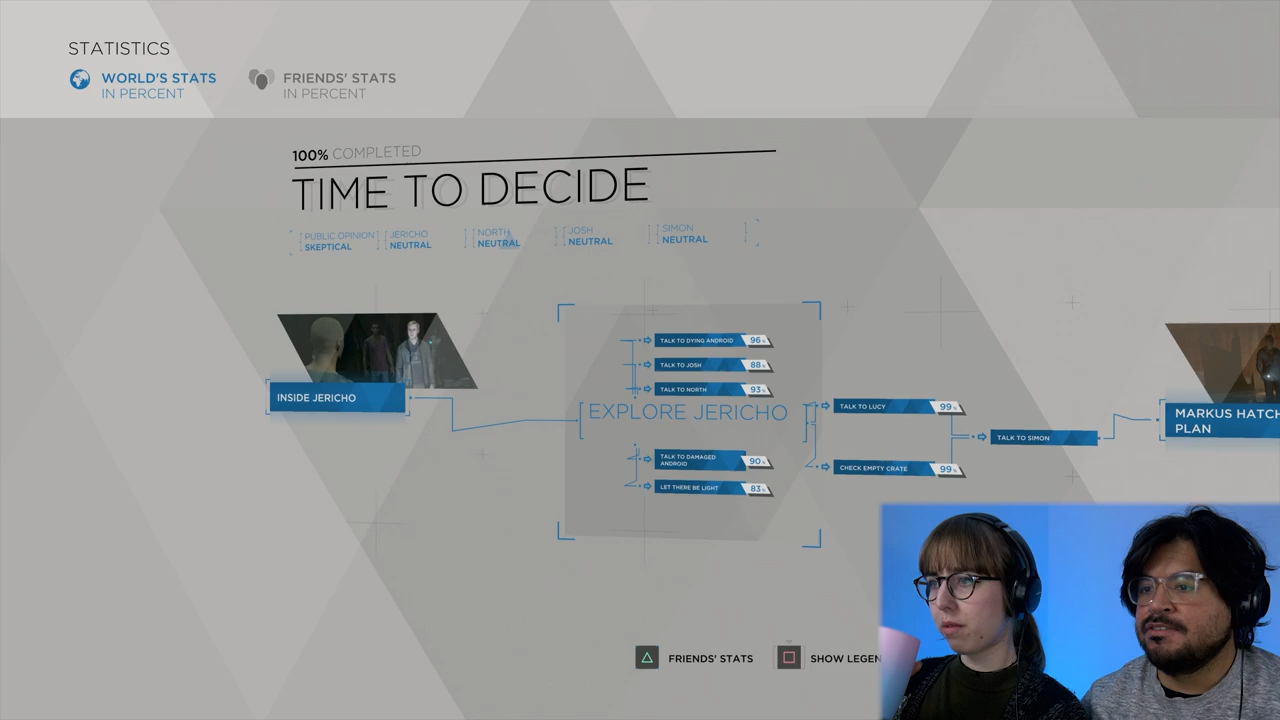 STATISTICS
WORLD'S STATS
IN PERCENT
FRIENDS' STATS
IN PERCENT
100% COMPLETED
TIME TO DECIDE
PUBLIC OPINION
SKEPTICAL
JERICHO
NEUTRAL
NORTH
NEUTRAL
JOSH
NEUTRAL
SIMON
NEUTRAL
INSIDE JERICHO
TALK TO DYING ANDROID 96%
TALK TO JOSH 88%
TALK TO NORTH 93%
EXPLORE JERICHO
TALK TO DAMAGED
ANDROID 90%
LET THERE BE LIGHT 83%
TALK TO LUCY 99%
CHECK EMPTY CRATE 99%
TALK TO SIMON
MARKUS HATCH
PLAN
FRIENDS' STATS
SHOW LEGEN